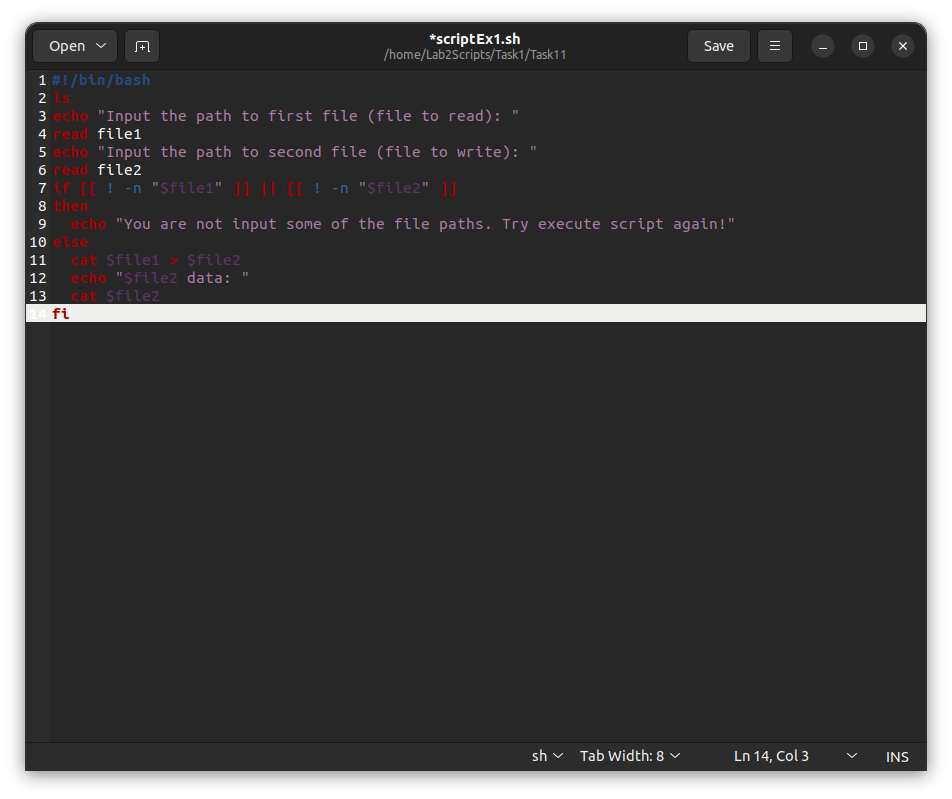 Open
*scriptEx1.sh
/home/Lab2Scripts/Task1/Task11
Save
1 #!/bin/bash
2 ls
3 echo "Input the path to first file (file to read): "
4 read file1
5 echo "Input the path to second file (file to write): "
6 read file2
7 if [[ ! -n "$file1" ]] || [[ ! -n "$file2" ]]
8 then
9   echo "You are not input some of the file paths. Try execute script again!"
10 else
11   cat $file1 > $file2
12   echo "$file2 data: "
13   cat $file2
14 fi
sh Tab Width: 8 Ln 14, Col 3 INS